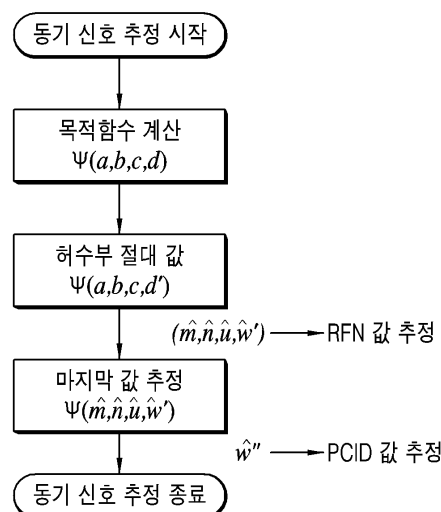 동기 신호 추정 시작
목적함수 계산
Ψ(a,b,c,d)
허수부 절대 값
Ψ(a,b,c,d′)
(m̂,n̂,û,ŵ′) → RFN 값 추정
마지막 값 추정
Ψ(m̂,n̂,û,ŵ′)
ŵ″ → PCID 값 추정
동기 신호 추정 종료